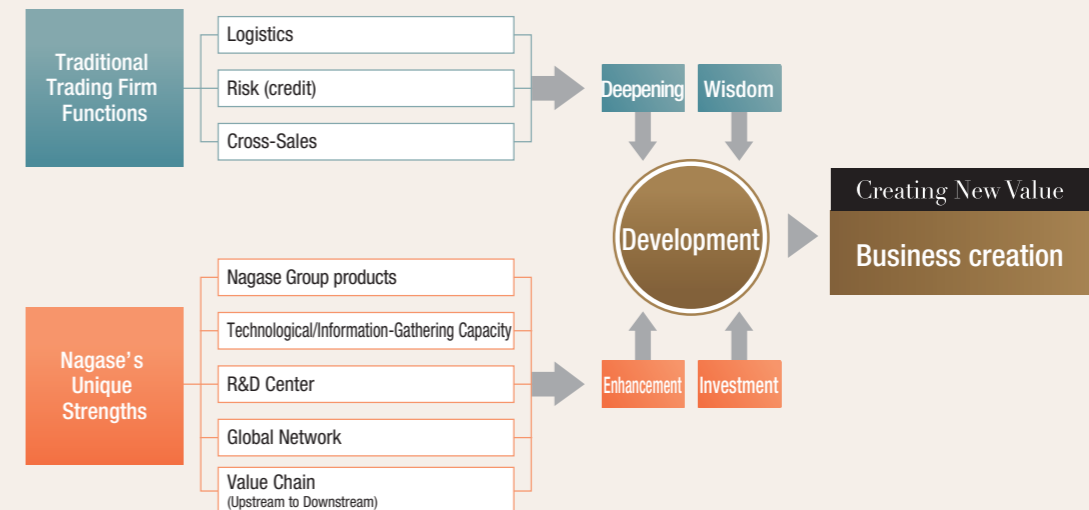 Traditional
Trading Firm
Functions
Logistics
Risk (credit)
Cross-Sales
Deepening
Wisdom
Development
Creating New Value
Business creation
Nagase's
Unique
Strengths
Nagase Group products
Technological/Information-Gathering Capacity
R&D Center
Global Network
Value Chain
(Upstream to Downstream)
Enhancement
Investment